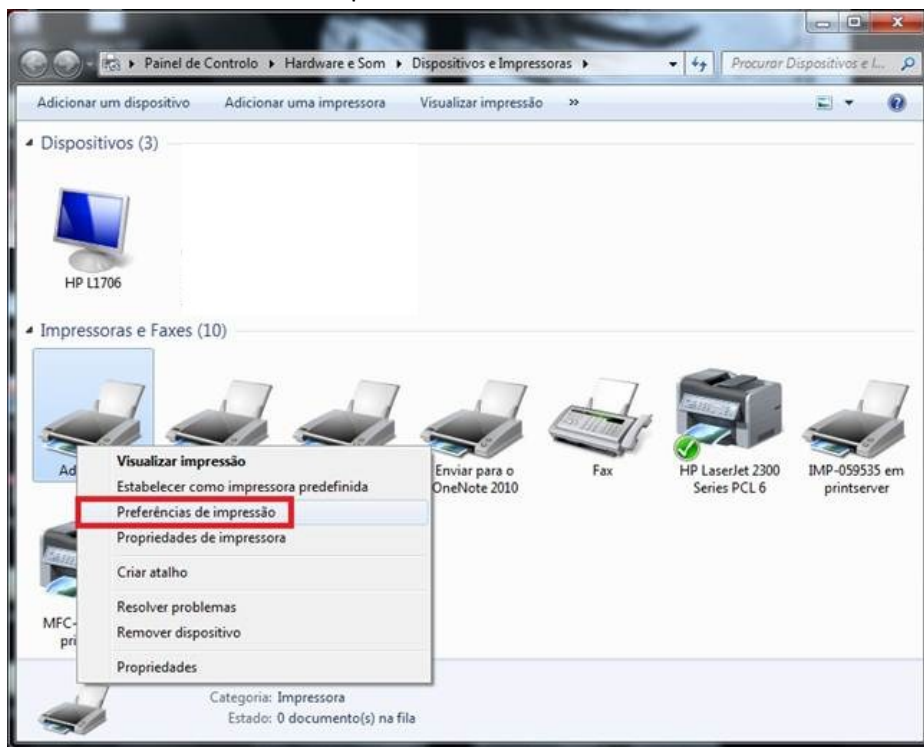 Painel de Controlo ▸ Hardware e Som ▸ Dispositivos e Impressoras ▸
Procurar Dispositivos e I...
Adicionar um dispositivo Adicionar uma impressora Visualizar impressão »
Dispositivos (3)
HP L1706
Impressoras e Faxes (10)
Ad
Enviar para o
OneNote 2010
Fax
HP LaserJet 2300
Series PCL 6
IMP-059535 em
printserver
MFC-
pri
Visualizar impressão
Estabelecer como impressora predefinida
Preferências de impressão
Propriedades de impressora
Criar atalho
Resolver problemas
Remover dispositivo
Propriedades
Categoria: Impressora
Estado: 0 documento(s) na fila